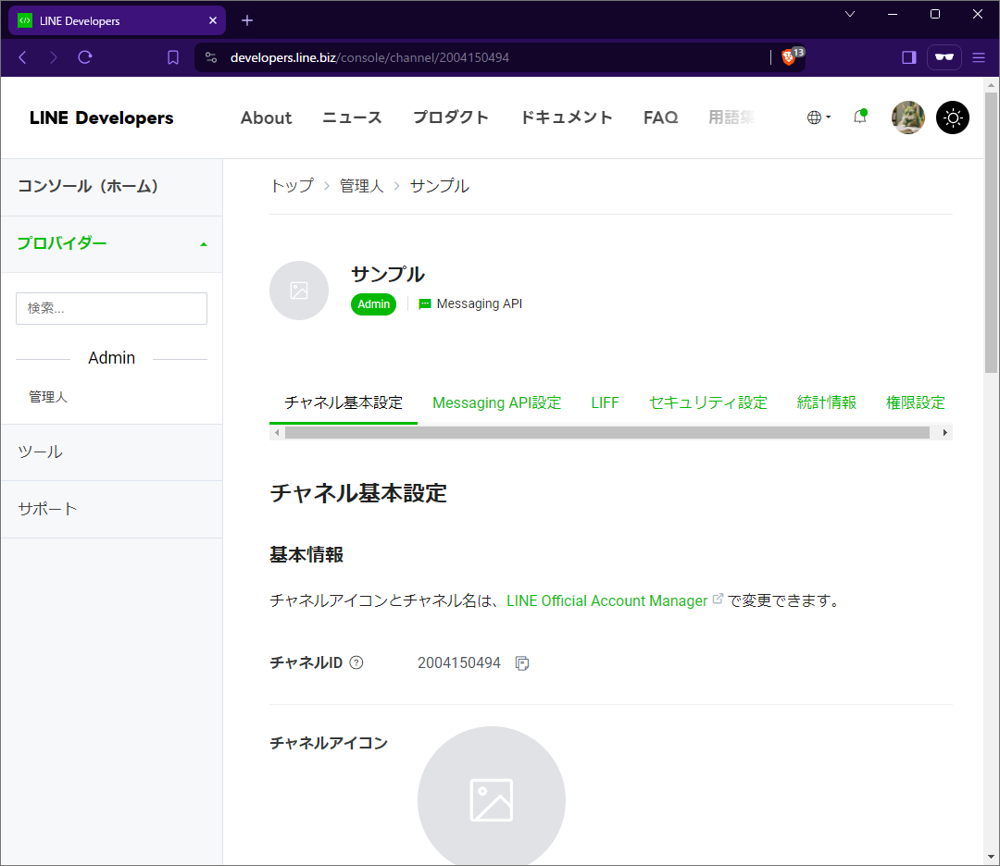 LINE Developers
developers.line.biz/console/channel/2004150494
13
LINE Developers
About
ニュース
プロダクト
ドキュメント
FAQ
用語集
コンソール（ホーム）
プロバイダー
検索...
Admin
管理人
ツール
サポート
トップ > 管理人 > サンプル
サンプル
Admin
Messaging API
チャネル基本設定
Messaging API設定
LIFF
セキュリティ設定
統計情報
権限設定
チャネル基本設定
基本情報
チャネルアイコンとチャネル名は、LINE Official Account Manager で変更できます。
チャネルID ? 2004150494
チャネルアイコン